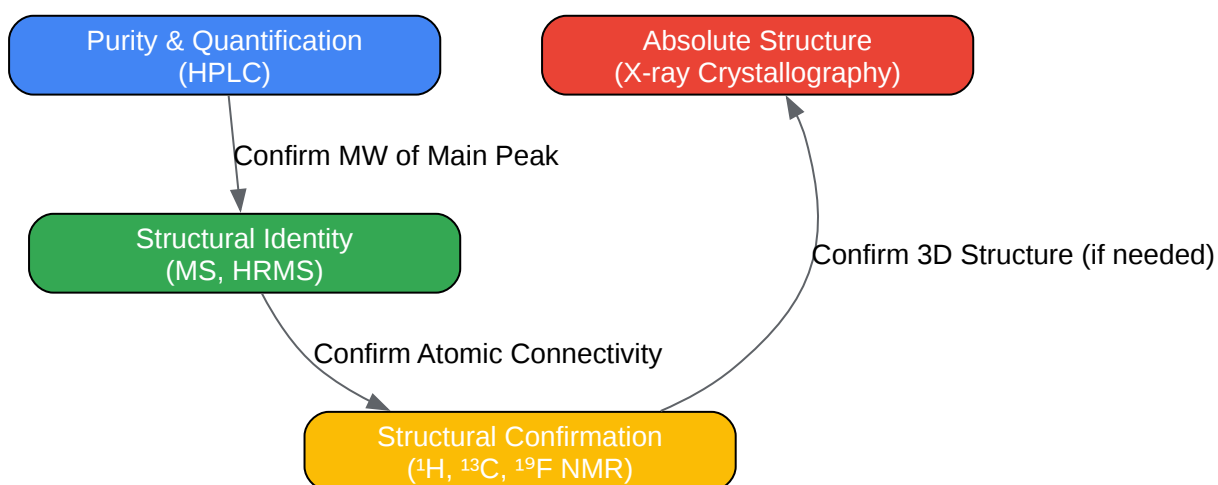 Purity & Quantification
(HPLC)
Absolute Structure
(X-ray Crystallography)
Confirm MW of Main Peak
Structural Identity
(MS, HRMS)
Confirm 3D Structure (if needed)
Confirm Atomic Connectivity
Structural Confirmation
(¹H, ¹³C, ¹⁹F NMR)